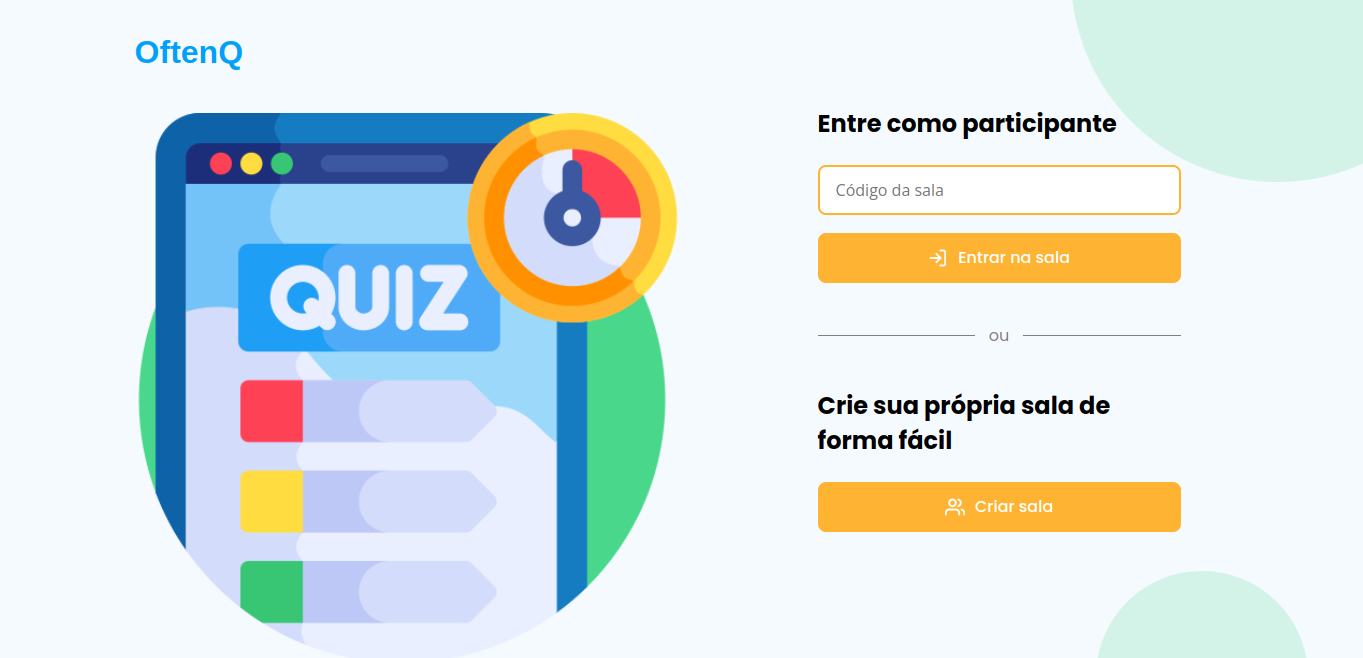 OftenQ
QUIZ
Entre como participante
Código da sala
Entrar na sala
ou
Crie sua própria sala de
forma fácil
Criar sala